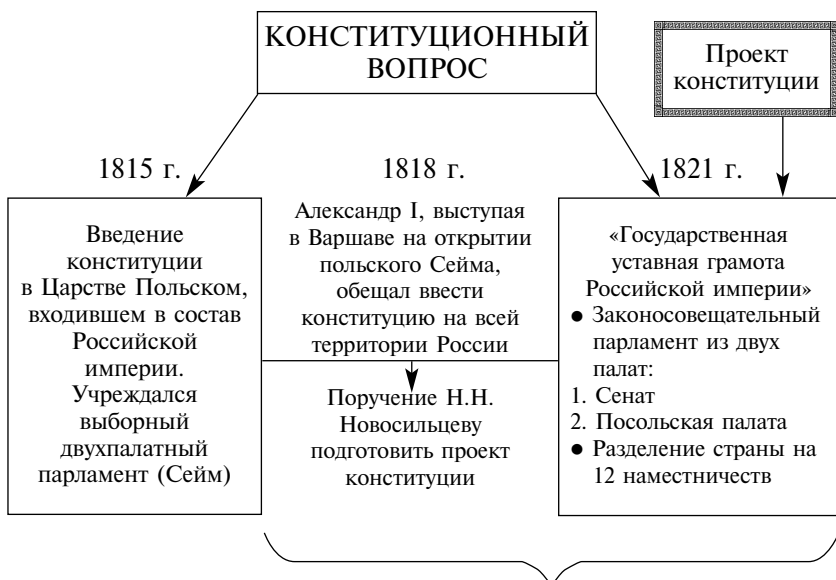 КОНСТИТУЦИОННЫЙ
ВОПРОС
Проект
конституции
1815 г.
Введение
конституции
в Царстве Польском,
входившем в состав
Российской
империи.
Учреждался
выборный
двухпалатный
парламент (Сейм)
1818 г.
Александр I, выступая
в Варшаве на открытии
польского Сейма,
обещал ввести
конституцию на всей
территории России
Поручение Н.Н.
Новосильцеву
подготовить проект
конституции
1821 г.
«Государственная
уставная грамота
Российской империи»
● Законосовещательный
парламент из двух
палат:
1. Сенат
2. Посольская палата
● Разделение страны на
12 наместничеств